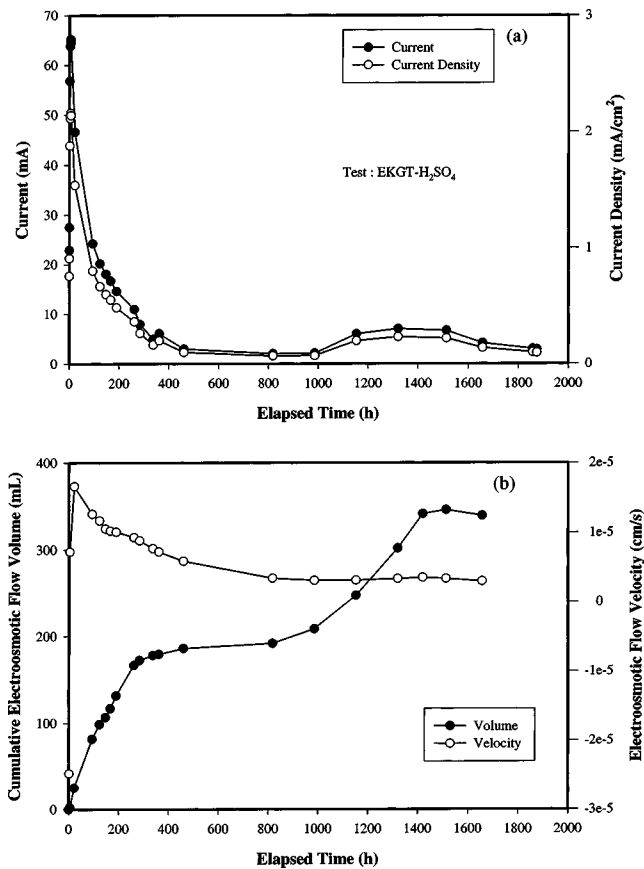 (a)
Current
Current Density
Test : EKGT-H₂SO₄
Current (mA)
70
60
50
40
30
20
10
0
Current Density (mA/cm²)
3
2
1
0
0 200 400 600 800 1000 1200 1400 1600 1800 2000
Elapsed Time (h)
(b)
Cumulative Electroosmotic Flow Volume (mL)
400
300
200
100
0
Electroosmotic Flow Velocity (cm/s)
2e-5
1e-5
0
-1e-5
-2e-5
-3e-5
Volume
Velocity
0 200 400 600 800 1000 1200 1400 1600 1800 2000
Elapsed Time (h)